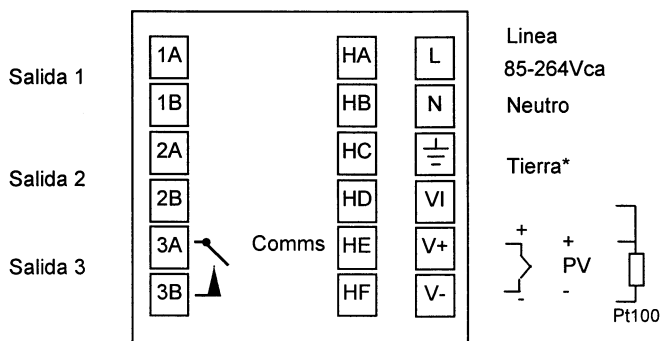 Salida 1
1A
1B
Salida 2
2A
2B
Salida 3
3A
3B
Comms
HA
HB
HC
HD
HE
HF
L
N
VI
V+
V-
Linea
85-264Vca
Neutro
Tierra*
+
-
+
PV
-
Pt100